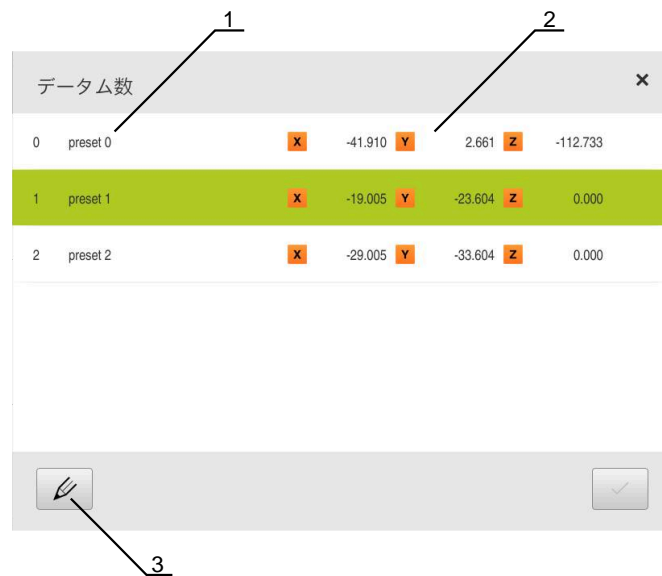 1
2
データム数 ×
0 preset 0 X -41.910 Y 2.661 Z -112.733
1 preset 1 X -19.005 Y -23.604 Z 0.000
2 preset 2 X -29.005 Y -33.604 Z 0.000
3